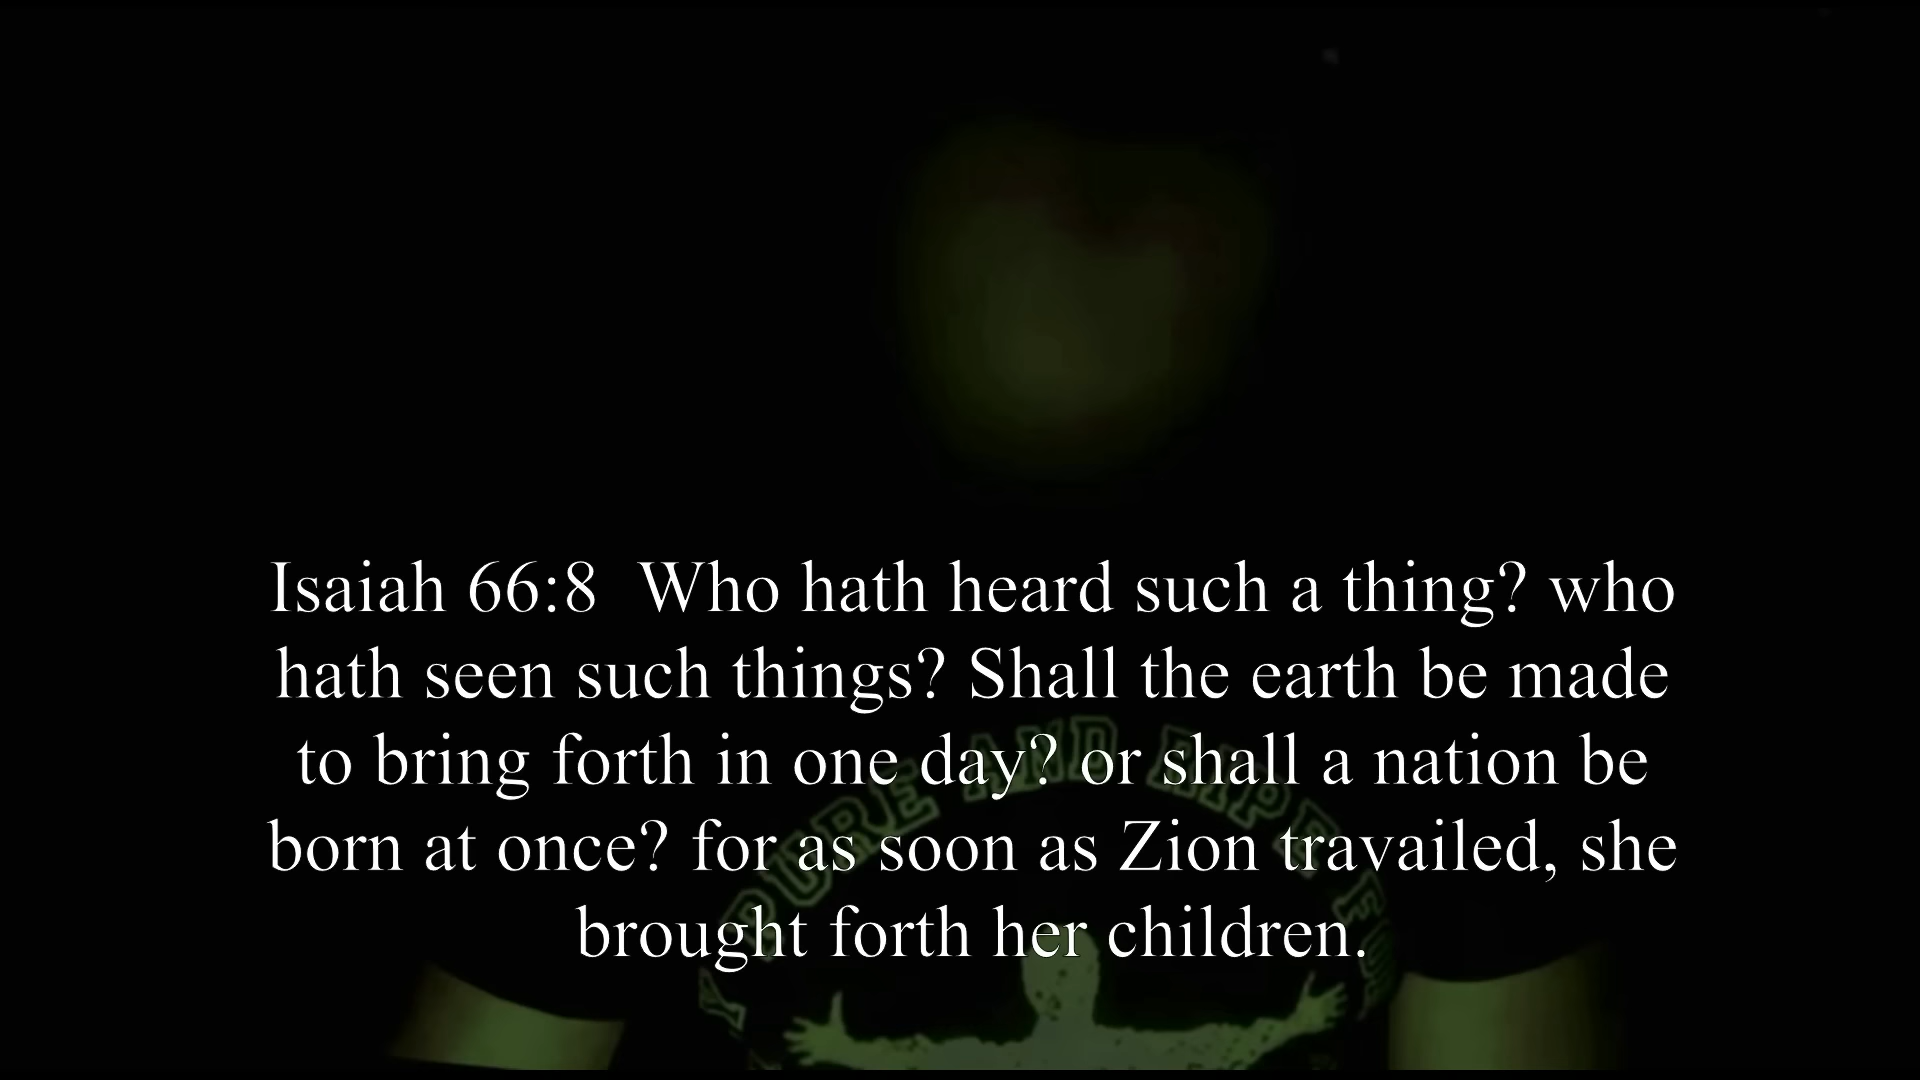 Isaiah 66:8  Who hath heard such a thing? who
hath seen such things? Shall the earth be made
to bring forth in one day? or shall a nation be
born at once? for as soon as Zion travailed, she
brought forth her children.
PURE AND